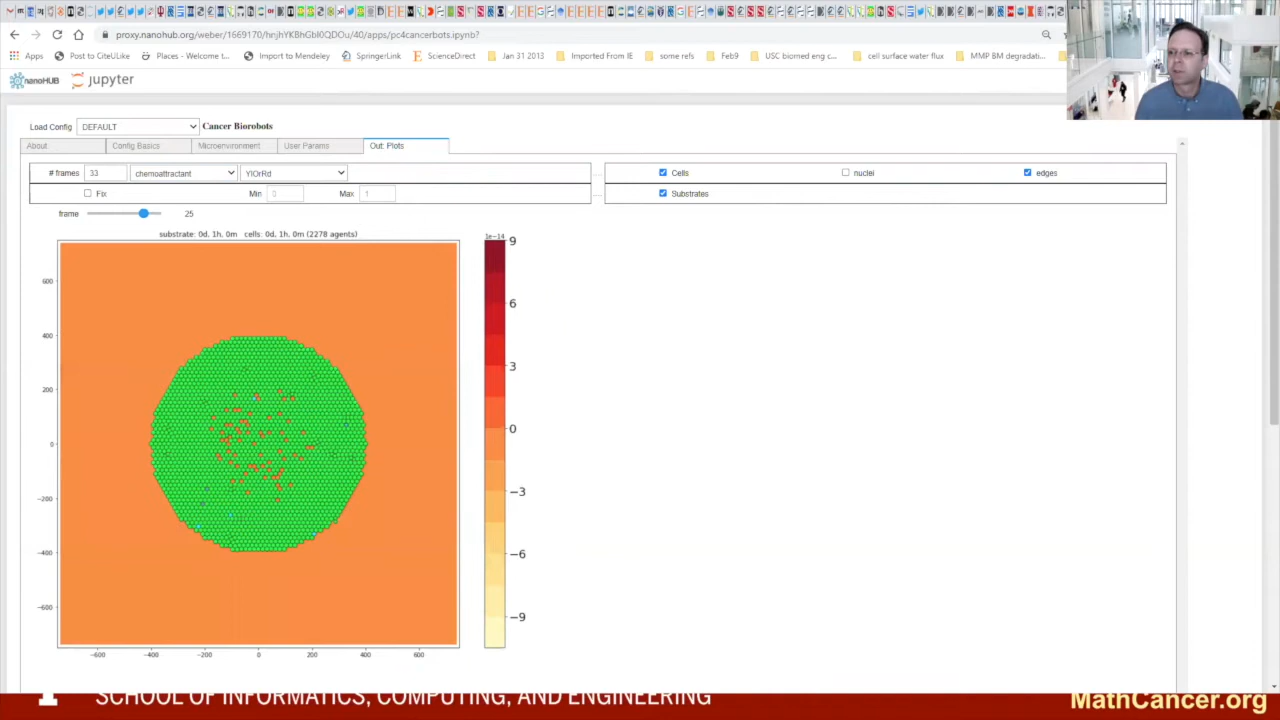 proxy.nanohub.org/weber/1669170/hnjhYKBhGbI0QDOu/40/apps/pc4cancerbots.ipynb?
Apps Post to CiteULike Places - Welcome t... Import to Mendeley SpringerLink ScienceDirect Jan 31 2013 Imported From IE some refs Feb9 USC biomed eng c... cell surface water flux MMP BM degradati...
nanoHUB jupyter
Load Config DEFAULT Cancer Biorobots
About Config Basics Microenvironment User Params Out: Plots
# frames 33 chemoattractant YlOrRd Cells nuclei edges
Fix Min 0 Max 1 Substrates
frame 25
substrate: 0d, 1h, 0m cells: 0d, 1h, 0m (2278 agents)
1e−14
9
600
6
400
3
200
0
0
−3
−200
−6
−400
−9
−600
−600 −400 −200 0 200 400 600
SCHOOL OF INFORMATICS, COMPUTING, AND ENGINEERING
MathCancer.org